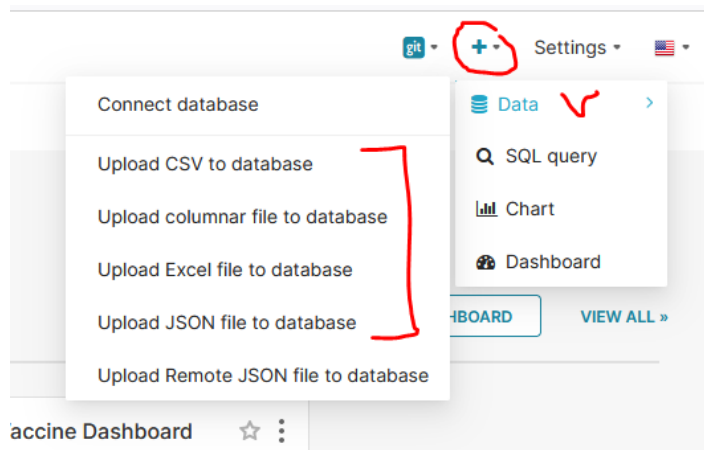 git
Settings
Connect database
Upload CSV to database
Upload columnar file to database
Upload Excel file to database
Upload JSON file to database
Upload Remote JSON file to database
Data
SQL query
Chart
Dashboard
HBOARD
VIEW ALL »
accine Dashboard